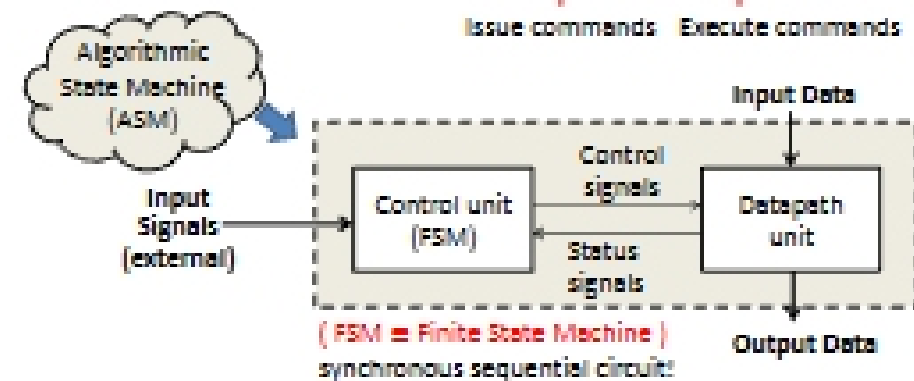 Issue commands Execute commands
Algorithmic
State Machine
(ASM)
Input Data
Control
signals
Input
Signals
(external)
Control unit
(FSM)
Datapath
unit
Status
signals
( FSM ≡ Finite State Machine )
synchronous sequential circuit!
Output Data